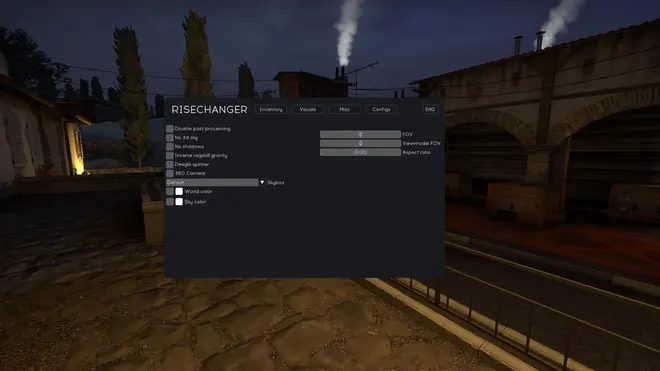 RISECHANGER Inventory Visuals Misc Configs ENG
Disable post-processing
No 3d sky
No shadows
Inverse ragdoll gravity
Deagle spinner
360 Camera
Default ▼ Skybox
World color
Sky color
0 FOV
0 Viewmodel FOV
0.00 Aspect ratio